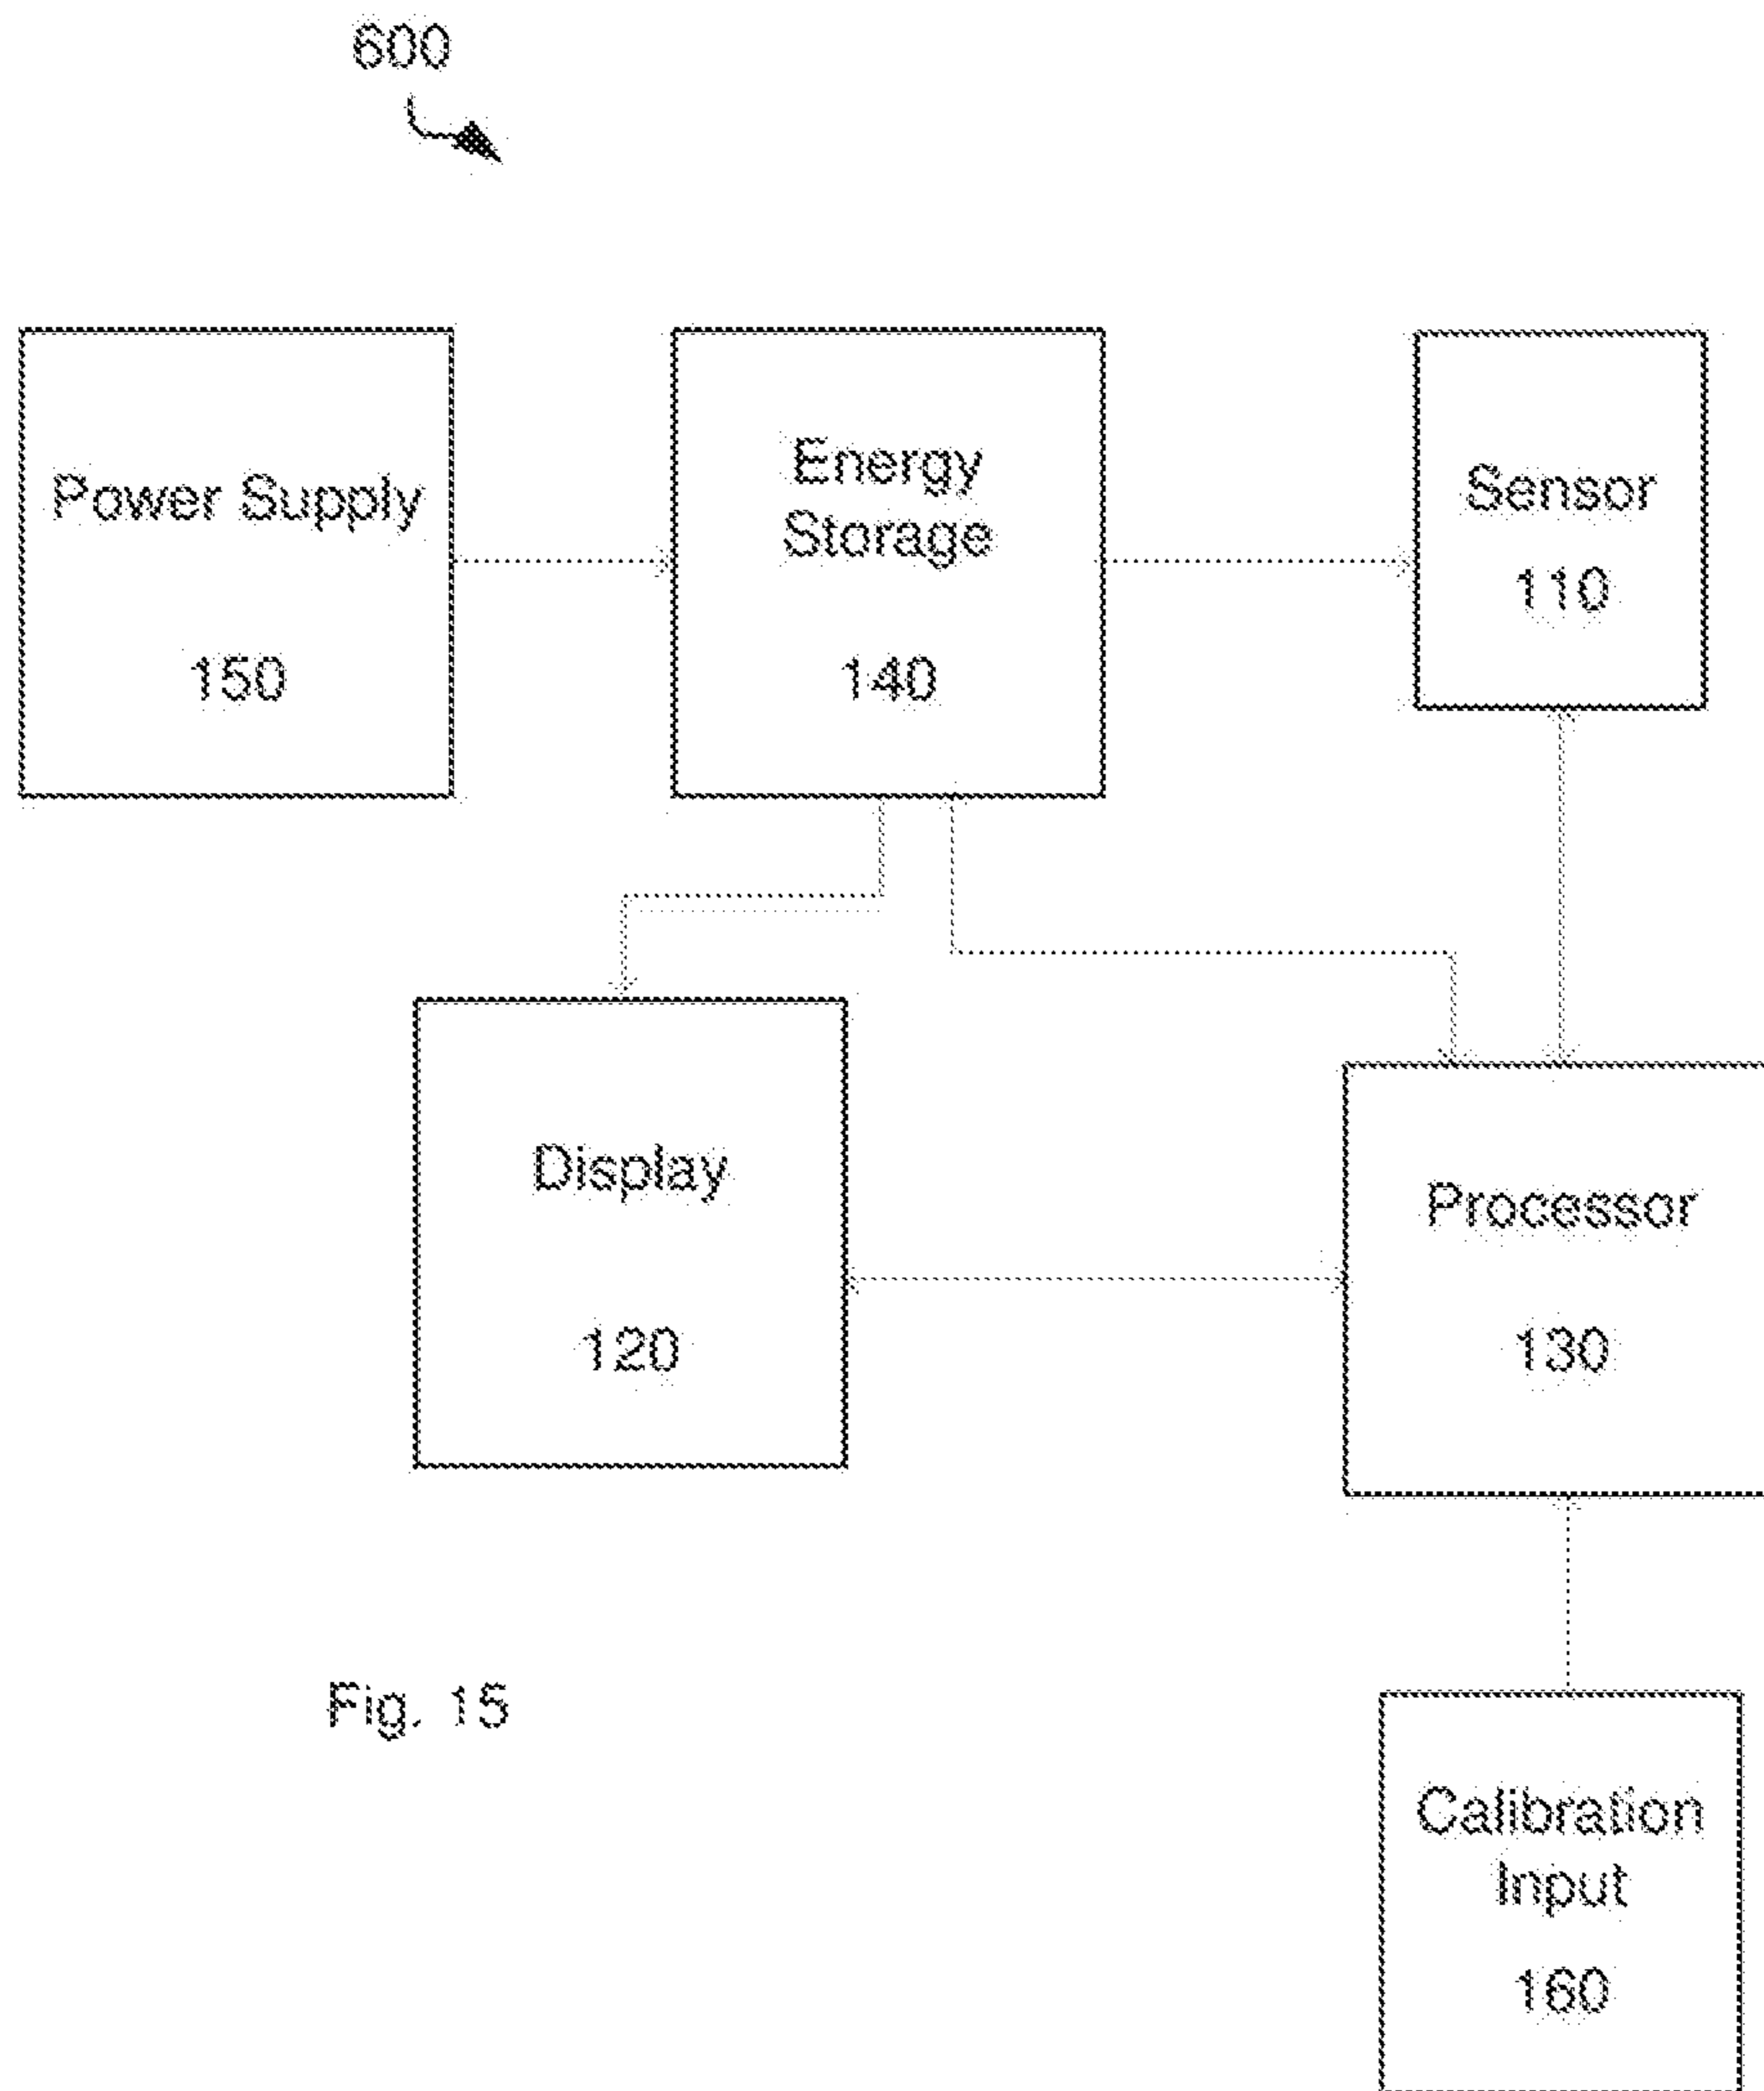 600
Power Supply
150
Energy
Storage
140
Sensor
110
Display
120
Processor
130
Fig. 15
Calibration
Input
160